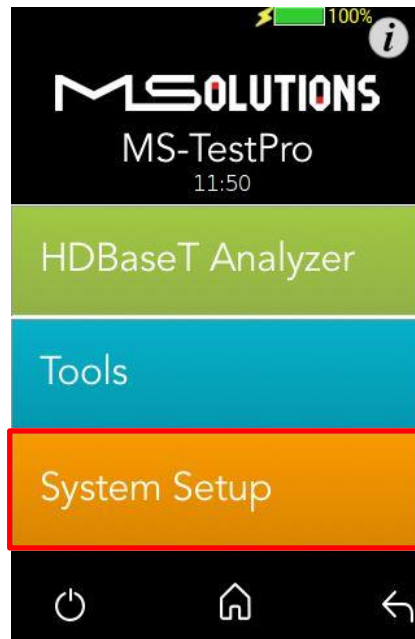 100%
i
MSOLUTIONS
MS-TestPro
11:50
HDBaseT Analyzer
Tools
System Setup